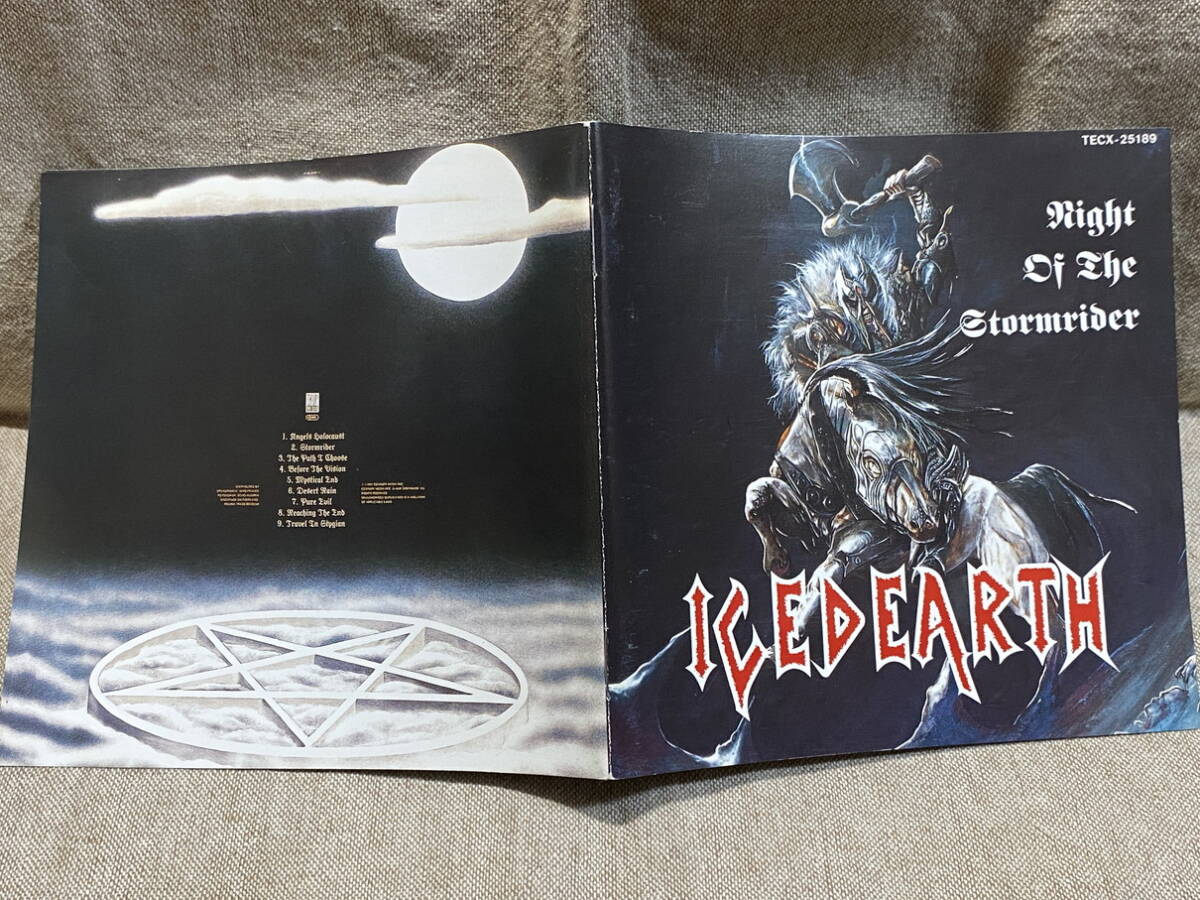 TECX-25189
Night
Of The
Stormrider
ICED EARTH
1. Angels Holocaust
2. Stormrider
3. The Path I Choose
4. Before The Vision
5. Mystical End
6. Desert Rain
7. Pure Evil
8. Reaching The End
9. Travel In Stygian